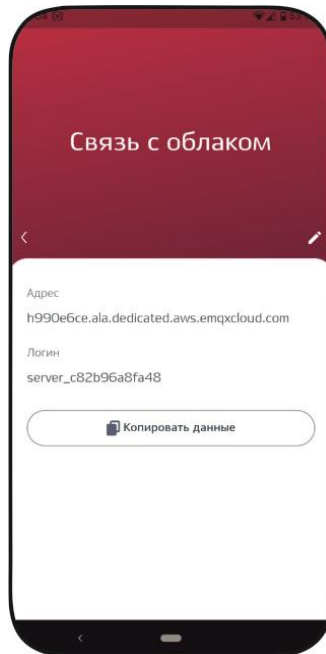 Связь с облаком
Адрес
h990e6ce.ala.dedicated.aws.emqxcloud.com
Логин
server_c82b96a8fa48
Копировать данные